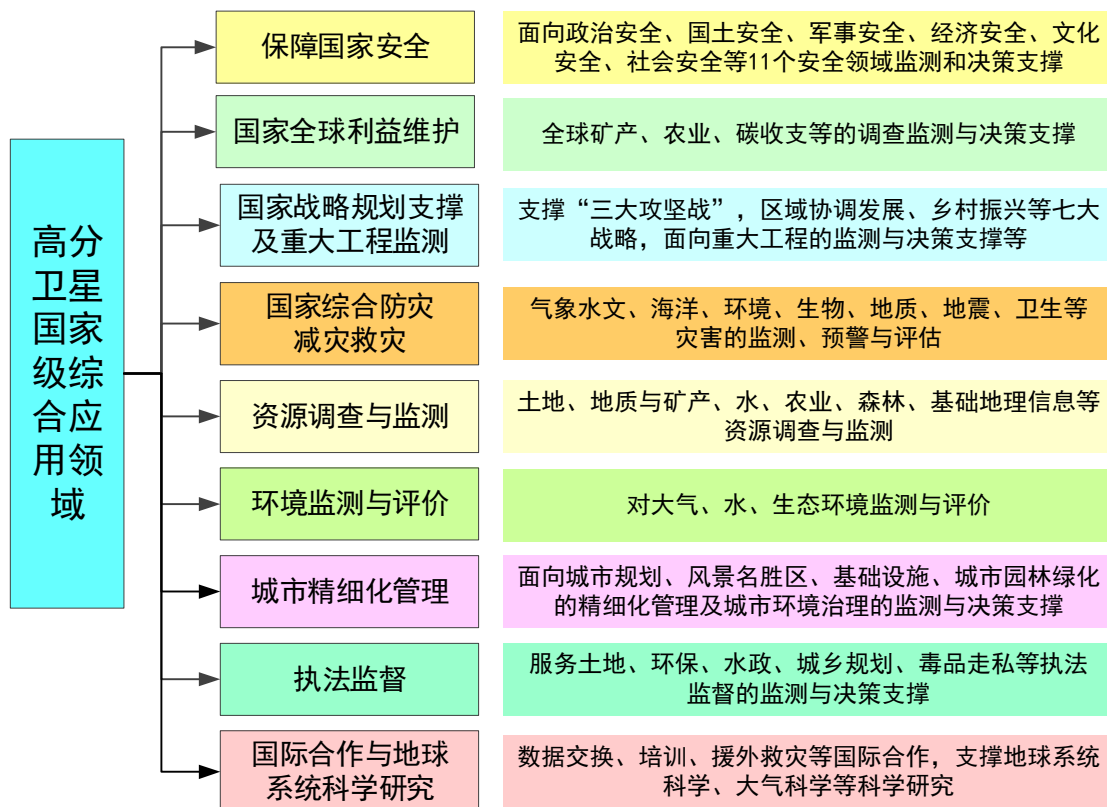 高分
卫星
国家
级综
合应
用领
域
保障国家安全
面向政治安全、国土安全、军事安全、经济安全、文化
安全、社会安全等11个安全领域监测和决策支撑
国家全球利益维护
全球矿产、农业、碳收支等的调查监测与决策支撑
国家战略规划支撑
及重大工程监测
支撑“三大攻坚战”，区域协调发展、乡村振兴等七大
战略，面向重大工程的监测与决策支撑等
国家综合防灾
减灾救灾
气象水文、海洋、环境、生物、地质、地震、卫生等
灾害的监测、预警与评估
资源调查与监测
土地、地质与矿产、水、农业、森林、基础地理信息等
资源调查与监测
环境监测与评价
对大气、水、生态环境监测与评价
城市精细化管理
面向城市规划、风景名胜区、基础设施、城市园林绿化
的精细化管理及城市环境治理的监测与决策支撑
执法监督
服务土地、环保、水政、城乡规划、毒品走私等执法
监督的监测与决策支撑
国际合作与地球
系统科学研究
数据交换、培训、援外救灾等国际合作，支撑地球系统
科学、大气科学等科学研究